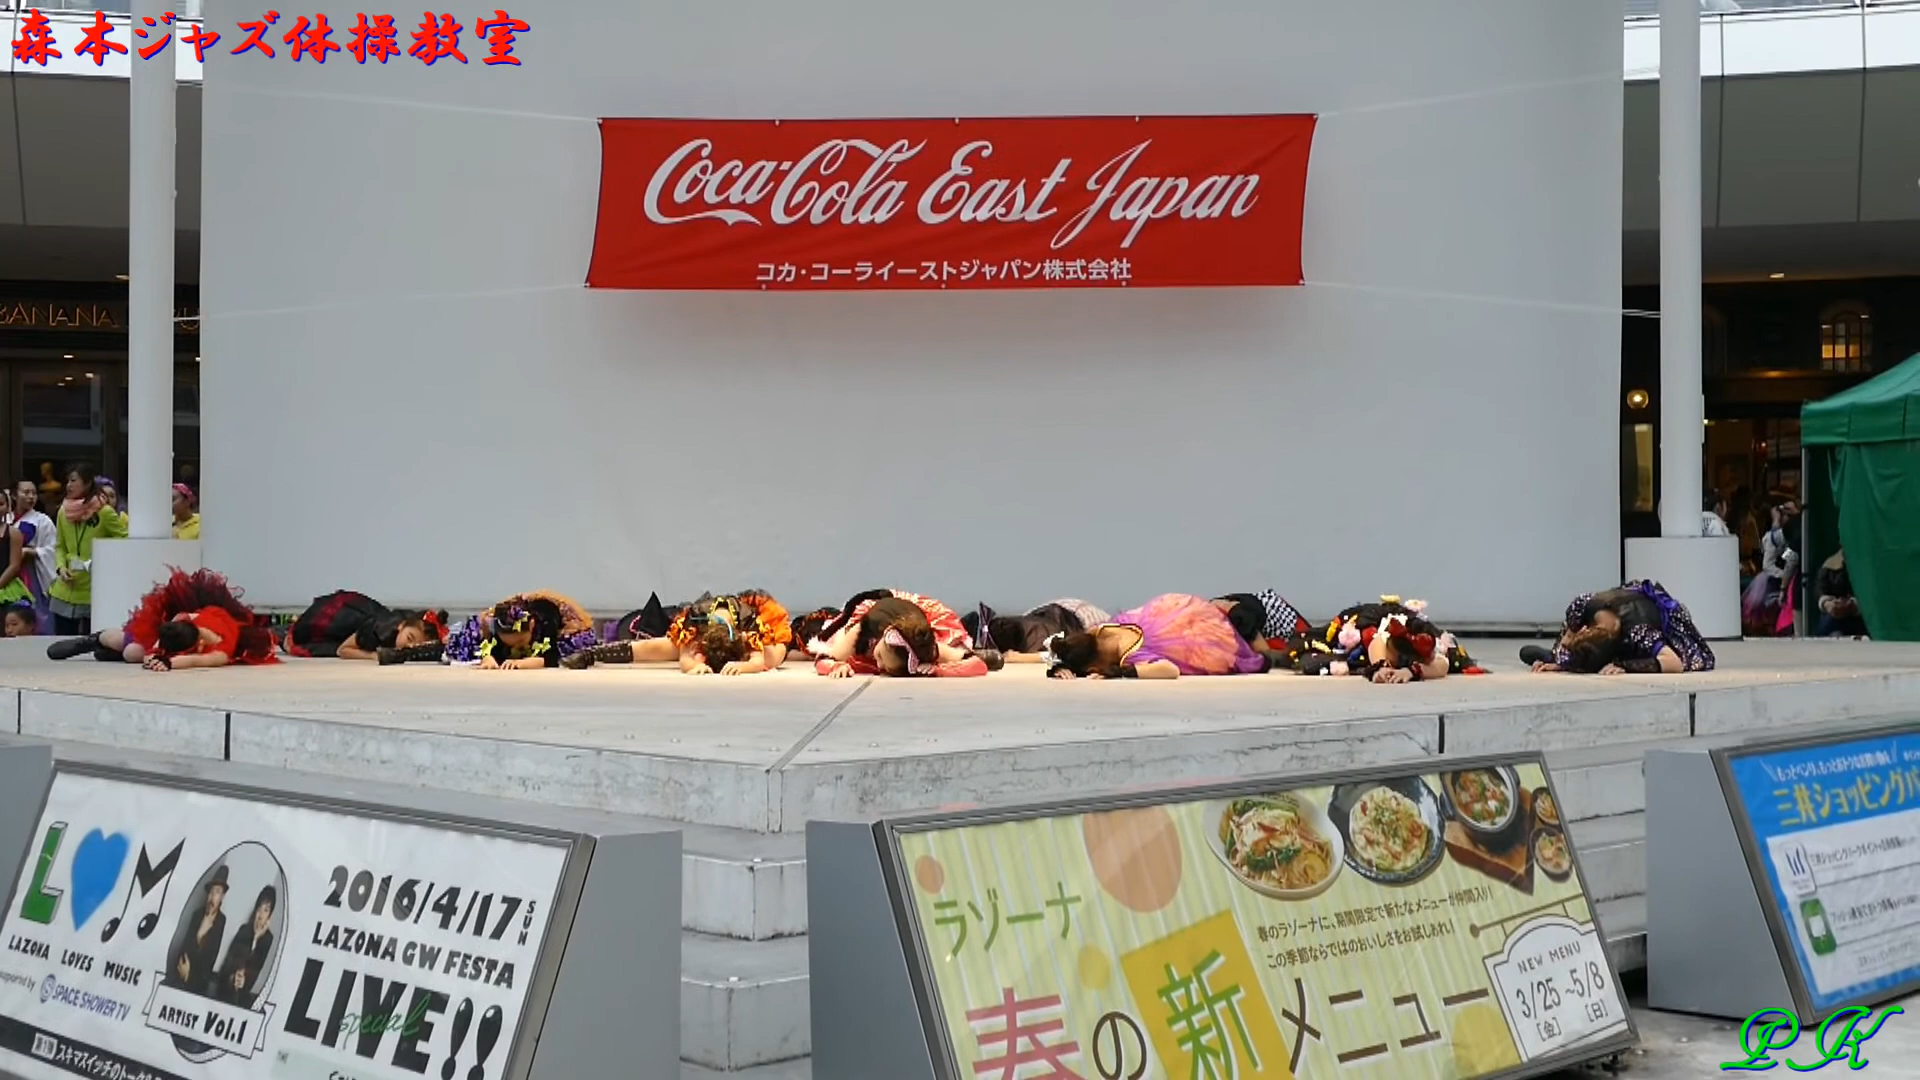 森本ジャズ体操教室
Coca-Cola East Japan
コカ・コーライーストジャパン株式会社
BANANA
LOM
LAZONA LOVES MUSIC
supported by SPACE SHOWER TV
ARTIST Vol.1
2016/4/17 SUN
LAZONA GW FESTA
LIVE!!
special
第1弾 スキマスイッチのトーク
ラゾーナ
春の新メニュー
春のラゾーナに、期間限定で新たなメニューが仲間入り!
この季節ならではのおいしさをお試しあれ!
NEW MENU
3/25~5/8
[金] [日]
三井ショッピングパ
PK